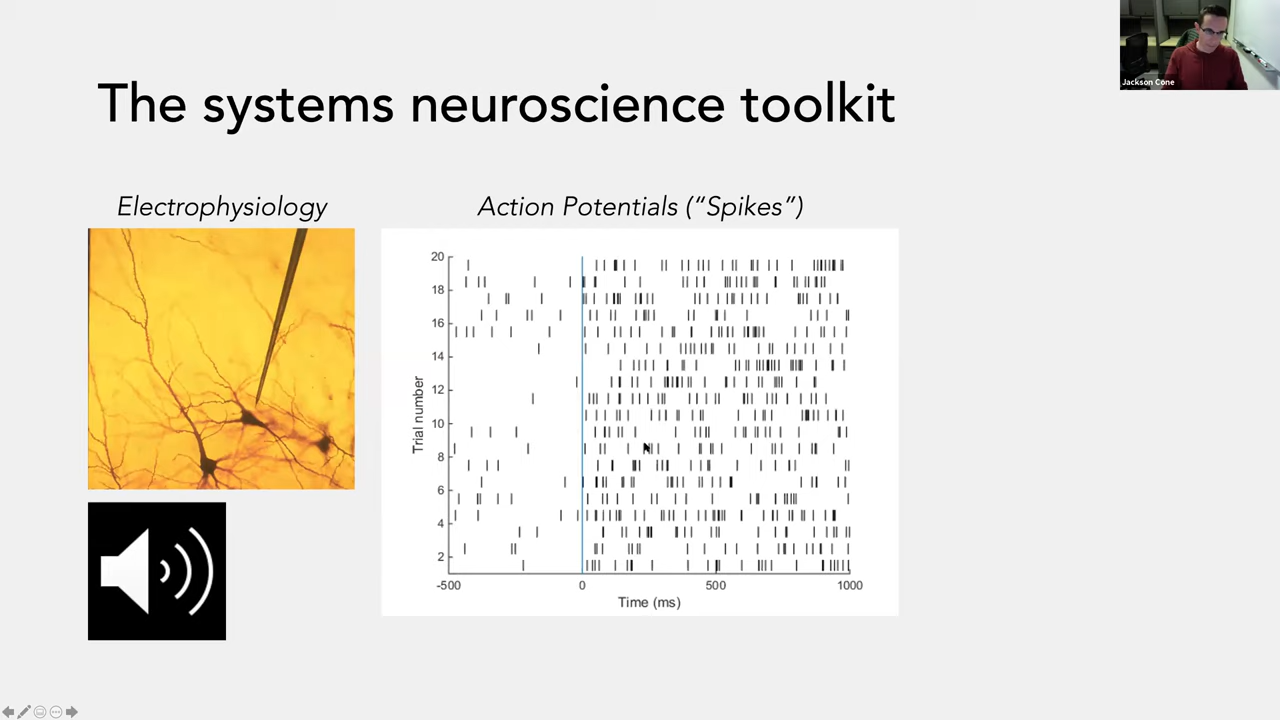 Jackson Cone
The systems neuroscience toolkit
Electrophysiology
Action Potentials (“Spikes”)
20
18
16
14
12
10
8
6
4
2
Trial number
-500
0
500
1000
Time (ms)